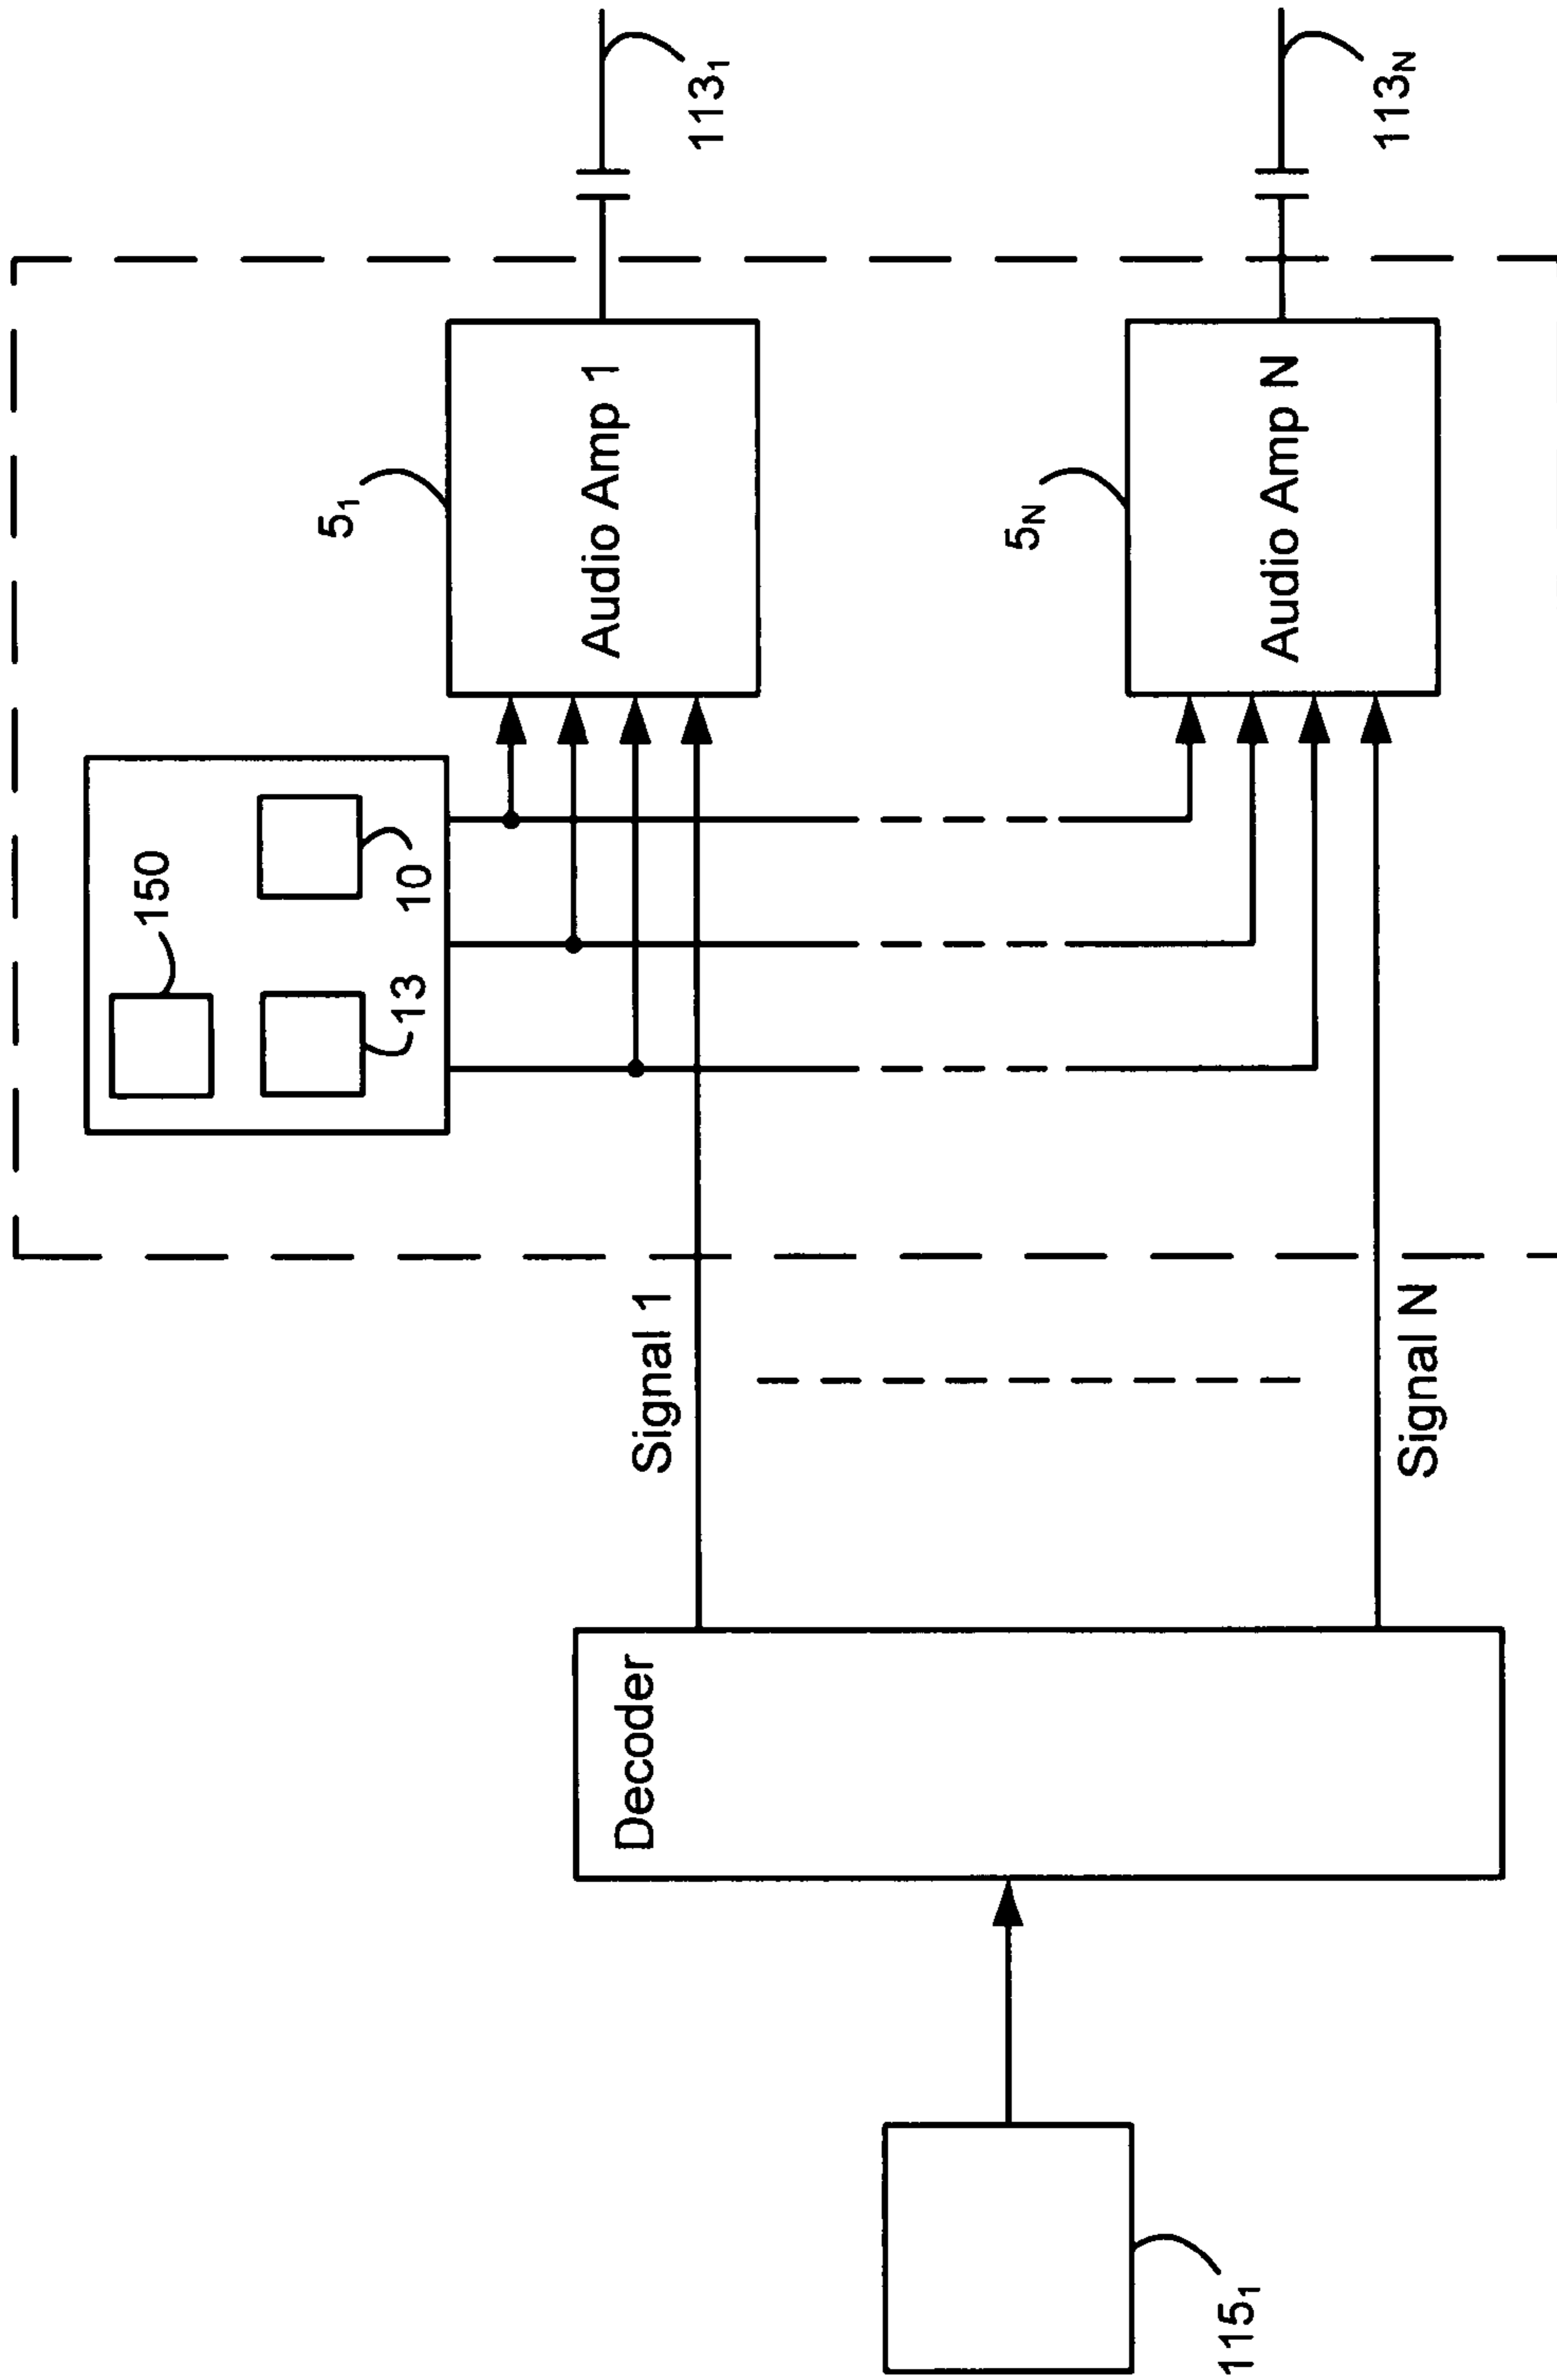 115₁
Decoder
Signal 1
Signal N
150
13
10
5₁
Audio Amp 1
5N
Audio Amp N
113₁
113N